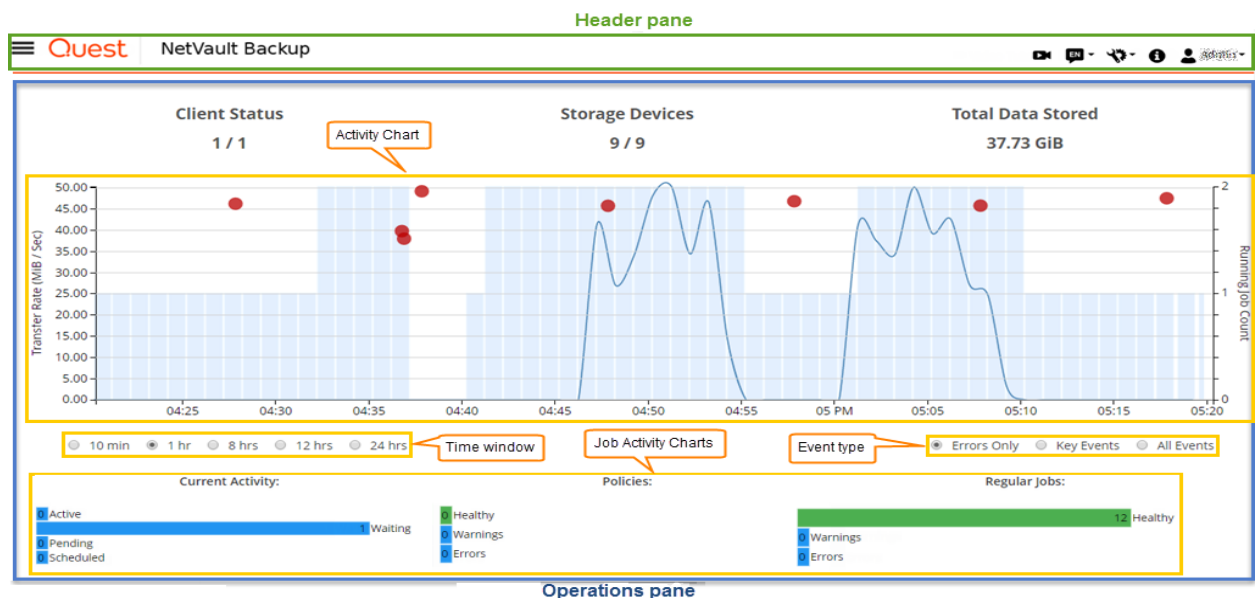 Header pane
Quest NetVault Backup
EN
Client Status
1 / 1
Storage Devices
9 / 9
Total Data Stored
37.73 GiB
Activity Chart
Transfer Rate (MiB / Sec)
50.00
45.00
40.00
35.00
30.00
25.00
20.00
15.00
10.00
5.00
0.00
2
1
0
Running Job Count
04:25 04:30 04:35 04:40 04:45 04:50 04:55 05 PM 05:05 05:10 05:15 05:20
10 min 1 hr 8 hrs 12 hrs 24 hrs
Time window
Job Activity Charts
Event type
Errors Only Key Events All Events
Current Activity:
0 Active
1 Waiting
0 Pending
0 Scheduled
Policies:
0 Healthy
0 Warnings
0 Errors
Regular Jobs:
12 Healthy
0 Warnings
0 Errors
Operations pane